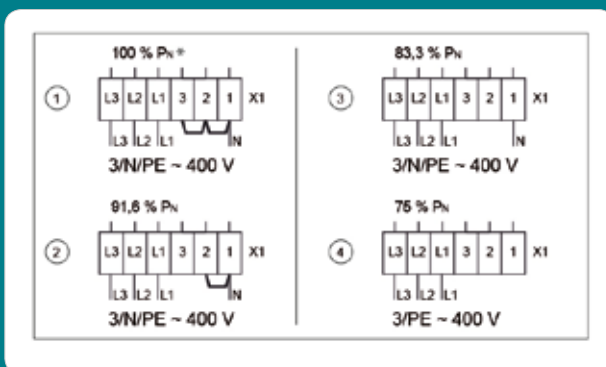 100 % PN *
1 L3 L2 L1 3 2 1 X1
L3 L2 L1 N
3/N/PE ~ 400 V
91,6 % PN
2 L3 L2 L1 3 2 1 X1
L3 L2 L1 N
3/N/PE ~ 400 V
83,3 % PN
3 L3 L2 L1 3 2 1 X1
L3 L2 L1 N
3/N/PE ~ 400 V
75 % PN
4 L3 L2 L1 3 2 1 X1
L3 L2 L1
3/PE ~ 400 V